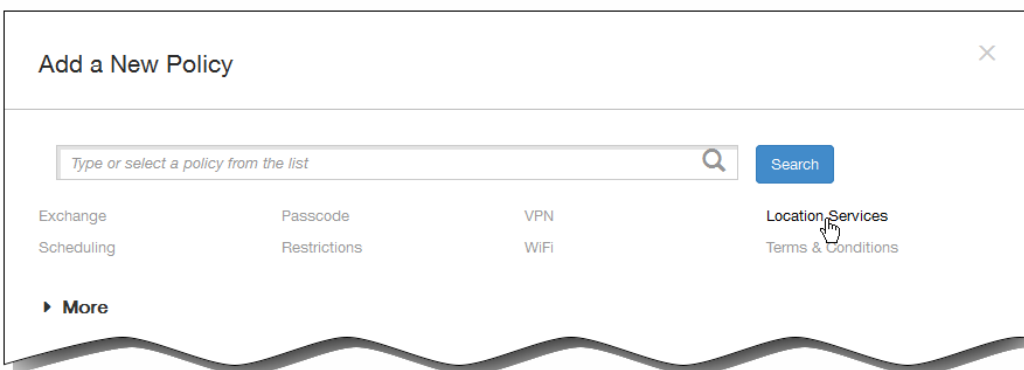 Add a New Policy
Type or select a policy from the list
Search
Exchange Passcode VPN Location Services
Scheduling Restrictions WiFi Terms & Conditions
More